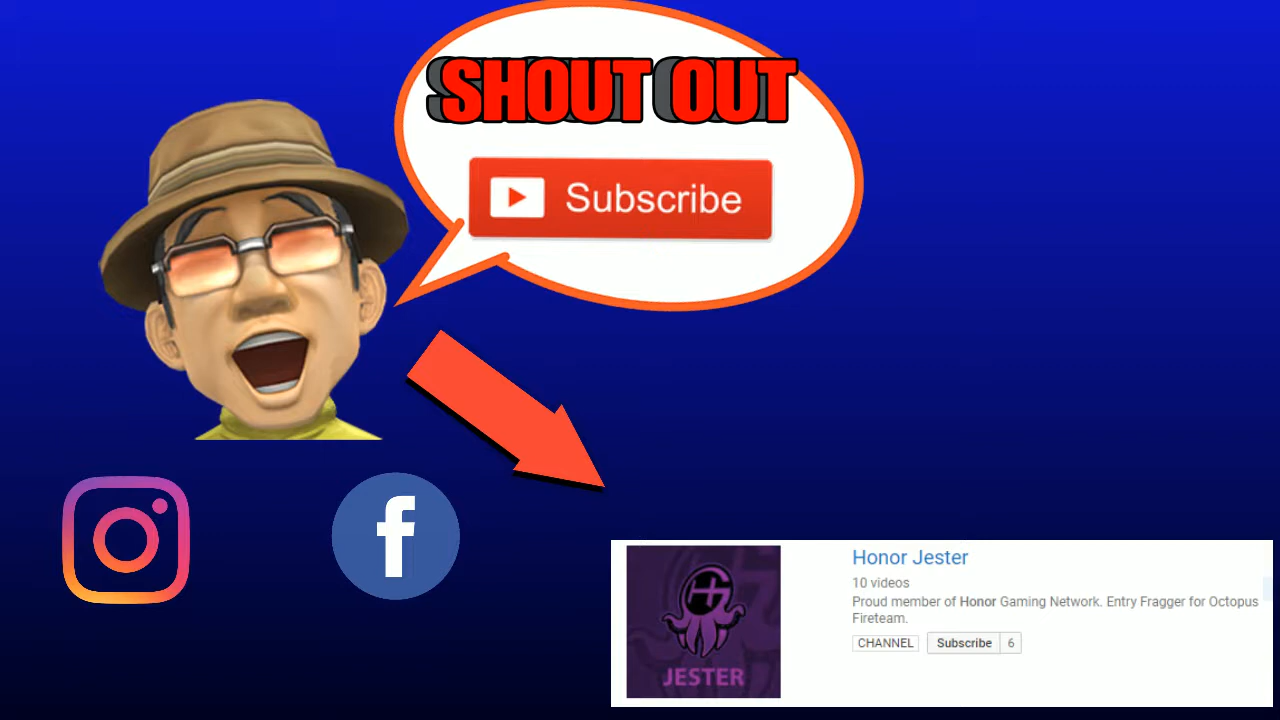 SHOUT OUT
Subscribe
Honor Jester
10 videos
Proud member of Honor Gaming Network. Entry Fragger for Octopus
Fireteam.
CHANNEL Subscribe 6
JESTER